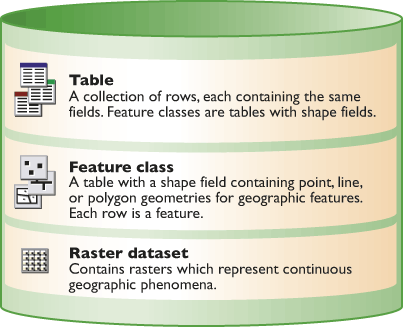 Table
A collection of rows, each containing the same
fields. Feature classes are tables with shape fields.
Feature class
A table with a shape field containing point, line,
or polygon geometries for geographic features.
Each row is a feature.
Raster dataset
Contains rasters which represent continuous
geographic phenomena.